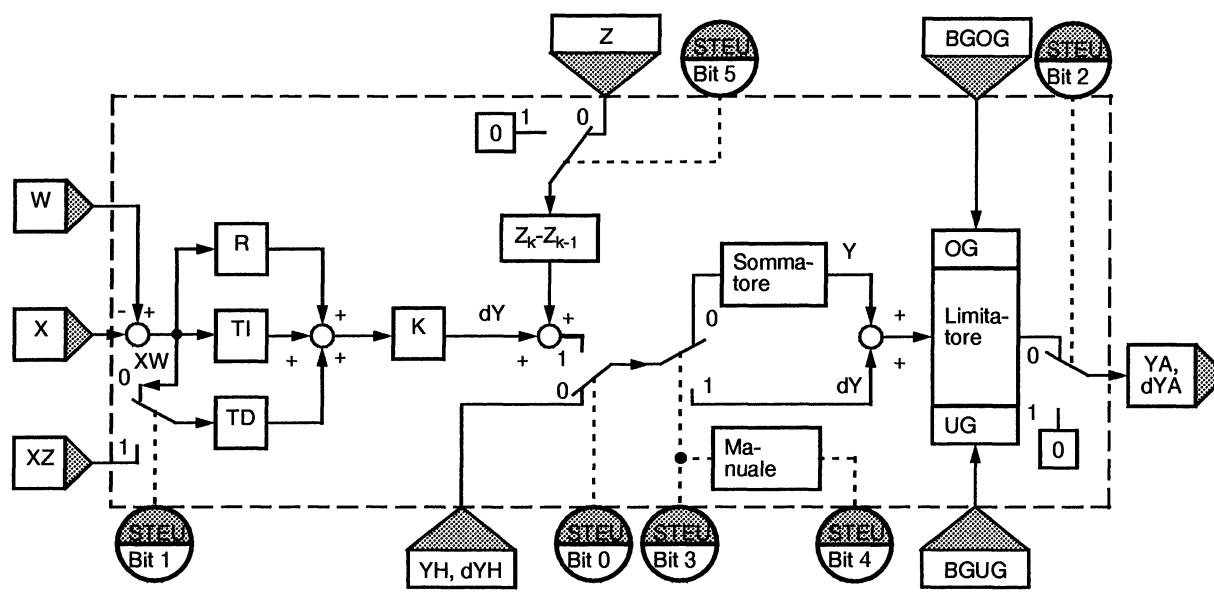 Z
STEU
Bit 5
BGOG
STEU
Bit 2
0
1
0
W
R
Zk-Zk-1
Somma-
tore
Y
OG
X
- +
TI
+
+
+
K
dY
+
+
1
0
0
1
dY
+
+
Limita-
tore
0
YA,
dYA
XW
0
TD
1
XZ
Ma-
nuale
UG
1
0
STEU
Bit 1
YH, dYH
STEU
Bit 0
STEU
Bit 3
STEU
Bit 4
BGUG